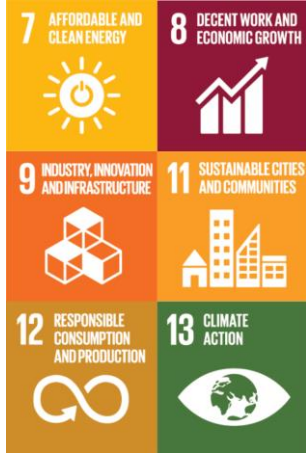 7 AFFORDABLE AND
CLEAN ENERGY
8 DECENT WORK AND
ECONOMIC GROWTH
9 INDUSTRY, INNOVATION
AND INFRASTRUCTURE
11 SUSTAINABLE CITIES
AND COMMUNITIES
12 RESPONSIBLE
CONSUMPTION
AND PRODUCTION
13 CLIMATE
ACTION